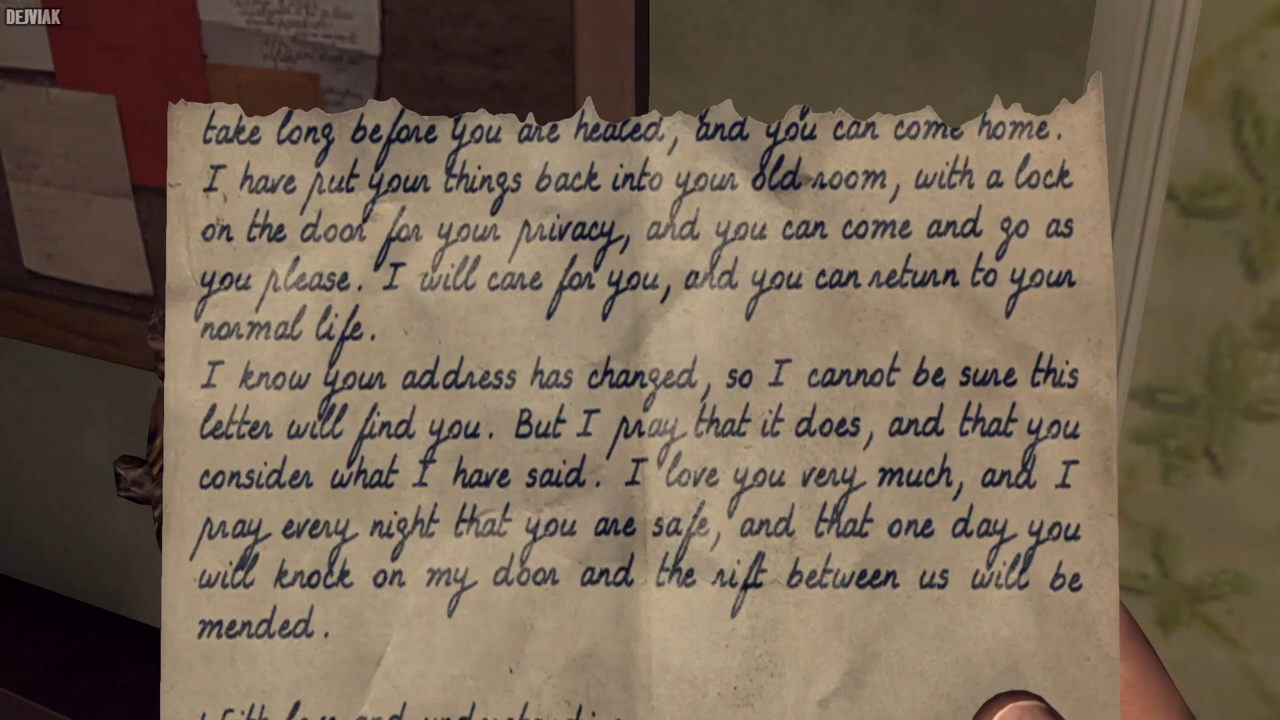 DEJVIAK
take long before you are healed, and you can come home.
I have put your things back into your old room, with a lock
on the door for your privacy, and you can come and go as
you please. I will care for you, and you can return to your
normal life.
I know your address has changed, so I cannot be sure this
letter will find you. But I pray that it does, and that you
consider what I have said. I love you very much, and I
pray every night that you are safe, and that one day you
will knock on my door and the rift between us will be
mended.
With love and understanding